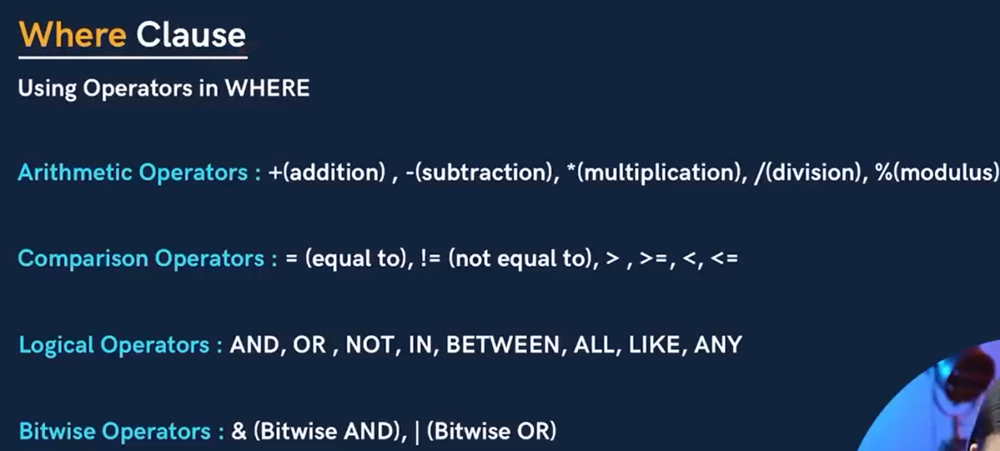 Where Clause
Using Operators in WHERE
Arithmetic Operators : +(addition) , -(subtraction), *(multiplication), /(division), %(modulus)
Comparison Operators : = (equal to), != (not equal to), > , >=, <, <=
Logical Operators : AND, OR , NOT, IN, BETWEEN, ALL, LIKE, ANY
Bitwise Operators : & (Bitwise AND), | (Bitwise OR)